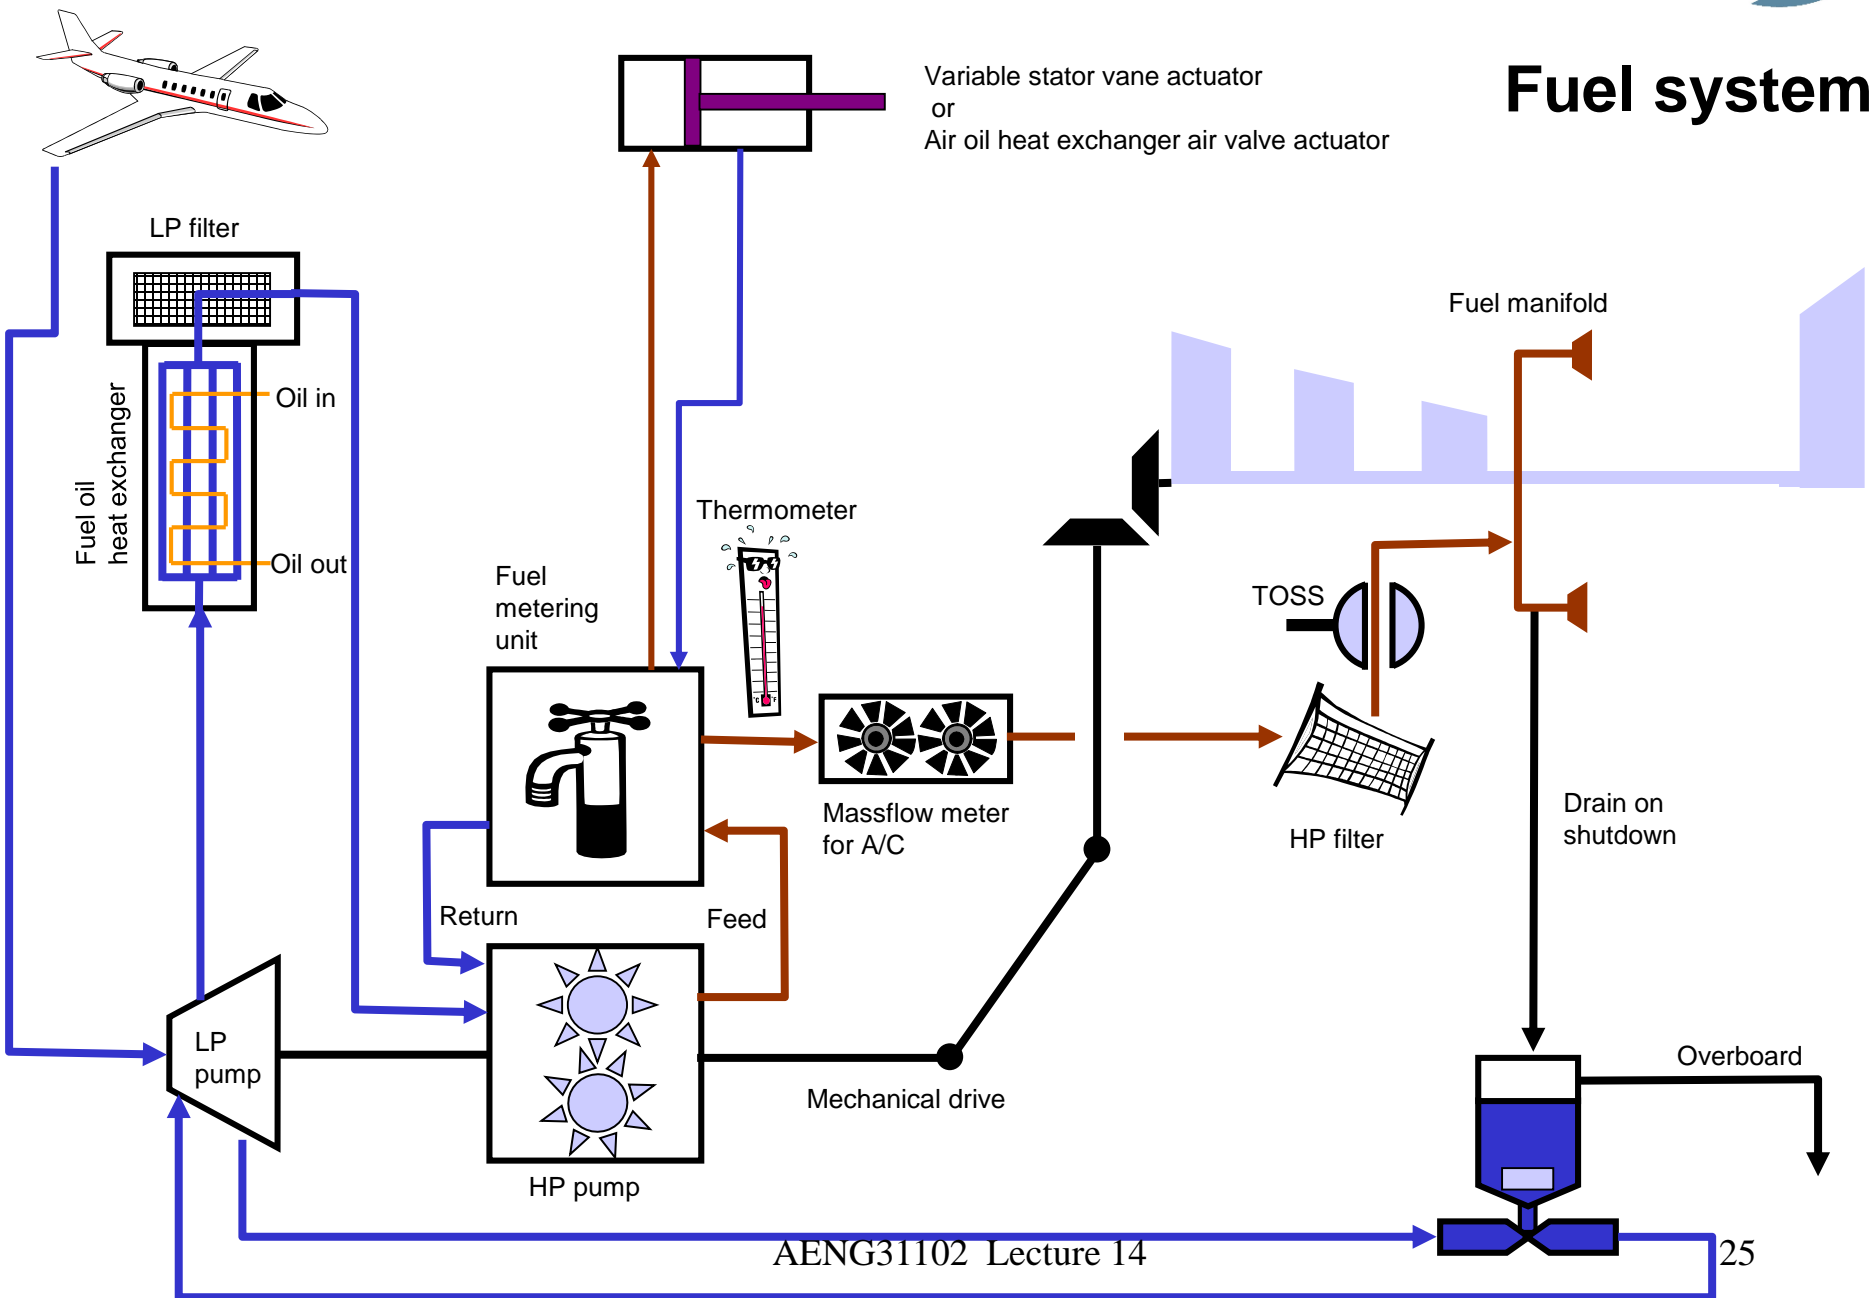 Fuel system
Variable stator vane actuator
or
Air oil heat exchanger air valve actuator
LP filter
Fuel manifold
Oil in
Fuel oil
heat exchanger
Oil out
Thermometer
°C °F
Fuel
metering
unit
TOSS
Massflow meter
for A/C
HP filter
Drain on
shutdown
Return
Feed
LP
pump
Mechanical drive
Overboard
HP pump
AENG31102 Lecture 14
25